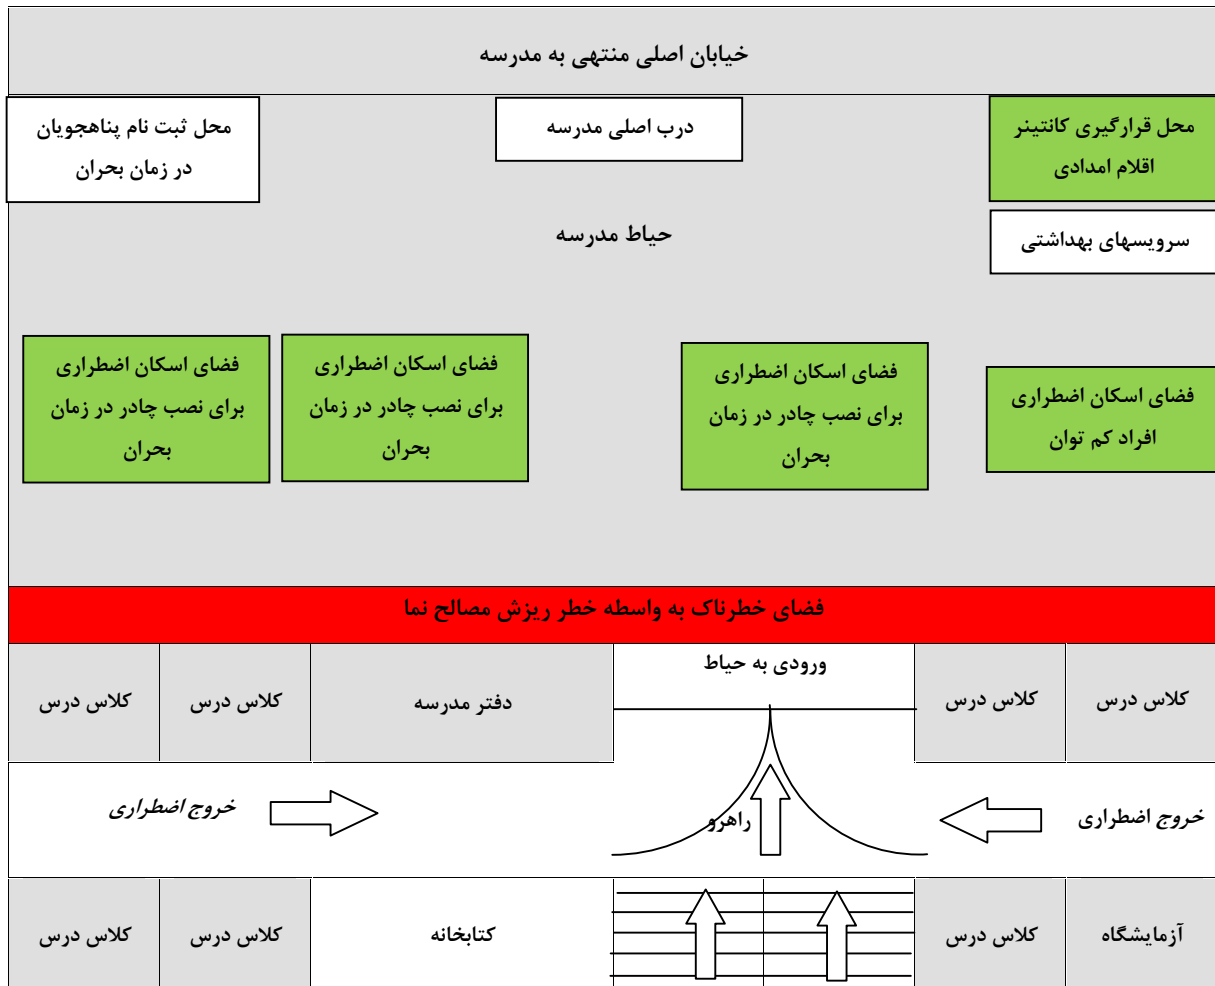 خیابان اصلی منتهی به مدرسه
محل قرارگیری کانتینر
اقلام امدادی
درب اصلی مدرسه
محل ثبت نام پناهجویان
در زمان بحران
سرویسهای بهداشتی
حیاط مدرسه
فضای اسکان اضطراری
افراد کم توان
فضای اسکان اضطراری
برای نصب چادر در زمان
بحران
فضای اسکان اضطراری
برای نصب چادر در زمان
بحران
فضای اسکان اضطراری
برای نصب چادر در زمان
بحران
فضای خطرناک به واسطه خطر ریزش مصالح نما
کلاس درس
کلاس درس
ورودی به حیاط
دفتر مدرسه
کلاس درس
کلاس درس
خروج اضطراری
راهرو
خروج اضطراری
آزمایشگاه
کلاس درس
کتابخانه
کلاس درس
کلاس درس